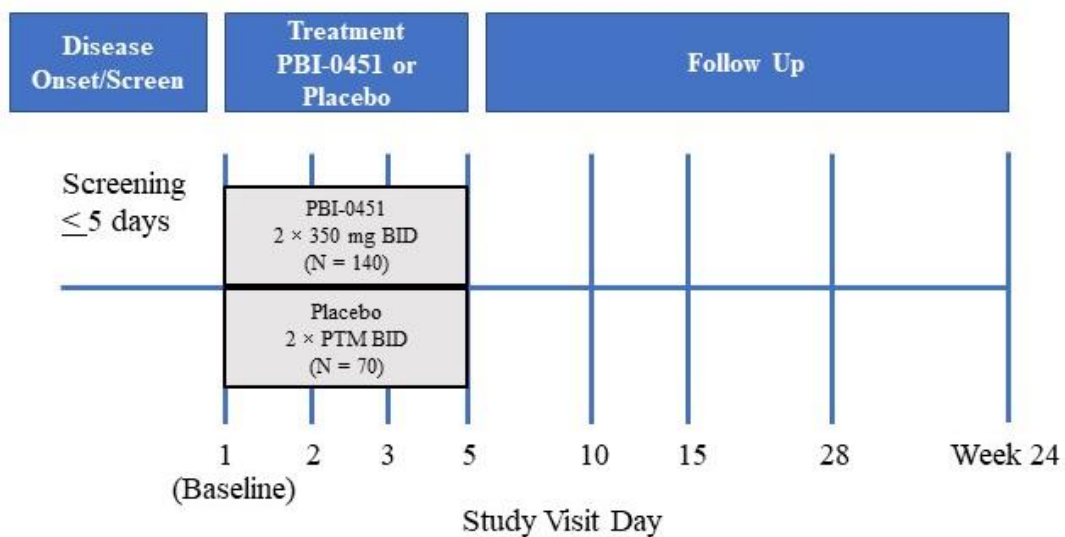 Disease
Onset/Screen
Treatment
PBI-0451 or
Placebo
Follow Up
Screening
≤ 5 days
PBI-0451
2 × 350 mg BID
(N = 140)
Placebo
2 × PTM BID
(N = 70)
1 2 3 5 10 15 28 Week 24
(Baseline)
Study Visit Day